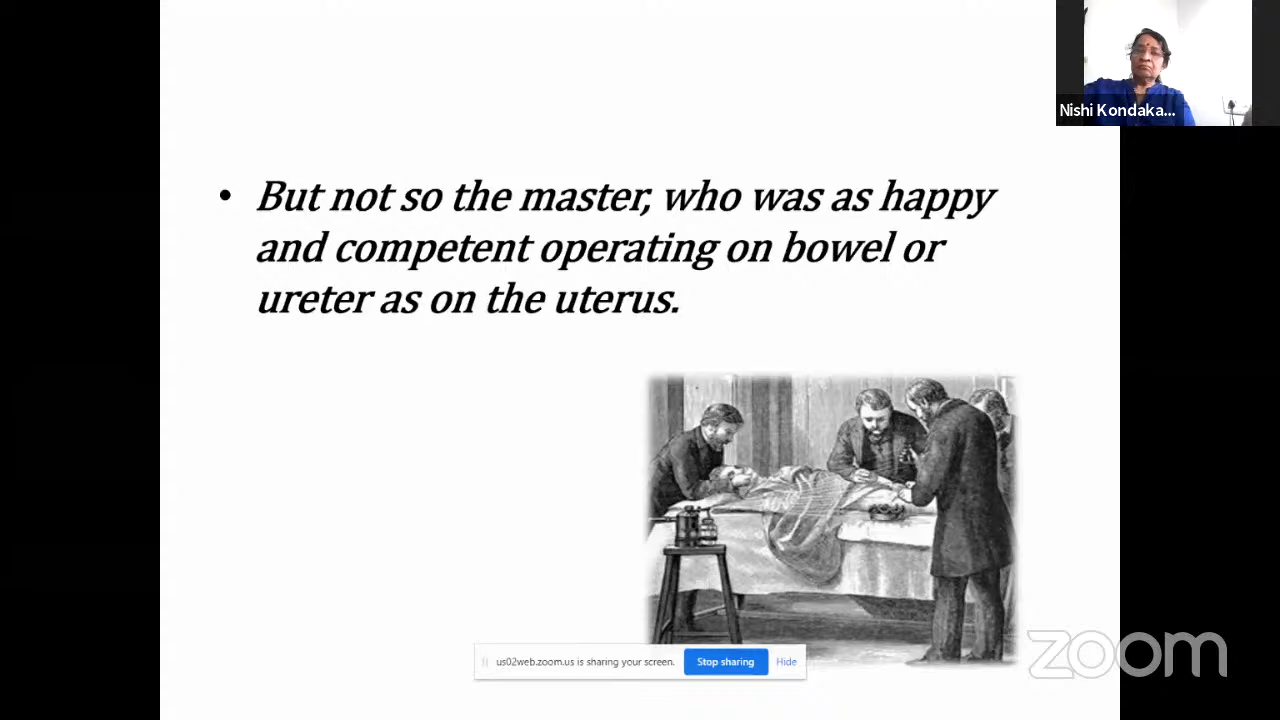 Nishi Kondaka...
• But not so the master, who was as happy
and competent operating on bowel or
ureter as on the uterus.
us02web.zoom.us is sharing your screen. Stop sharing Hide
zoom